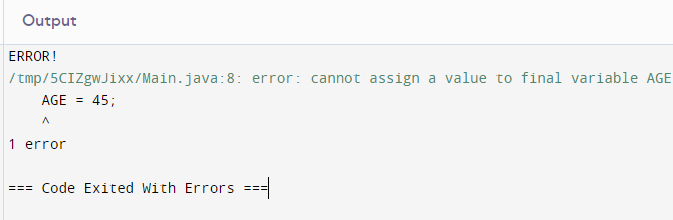 Output
ERROR!
/tmp/5CIZgwJixx/Main.java:8: error: cannot assign a value to final variable AGE
    AGE = 45;
    ^
1 error
=== Code Exited With Errors ===